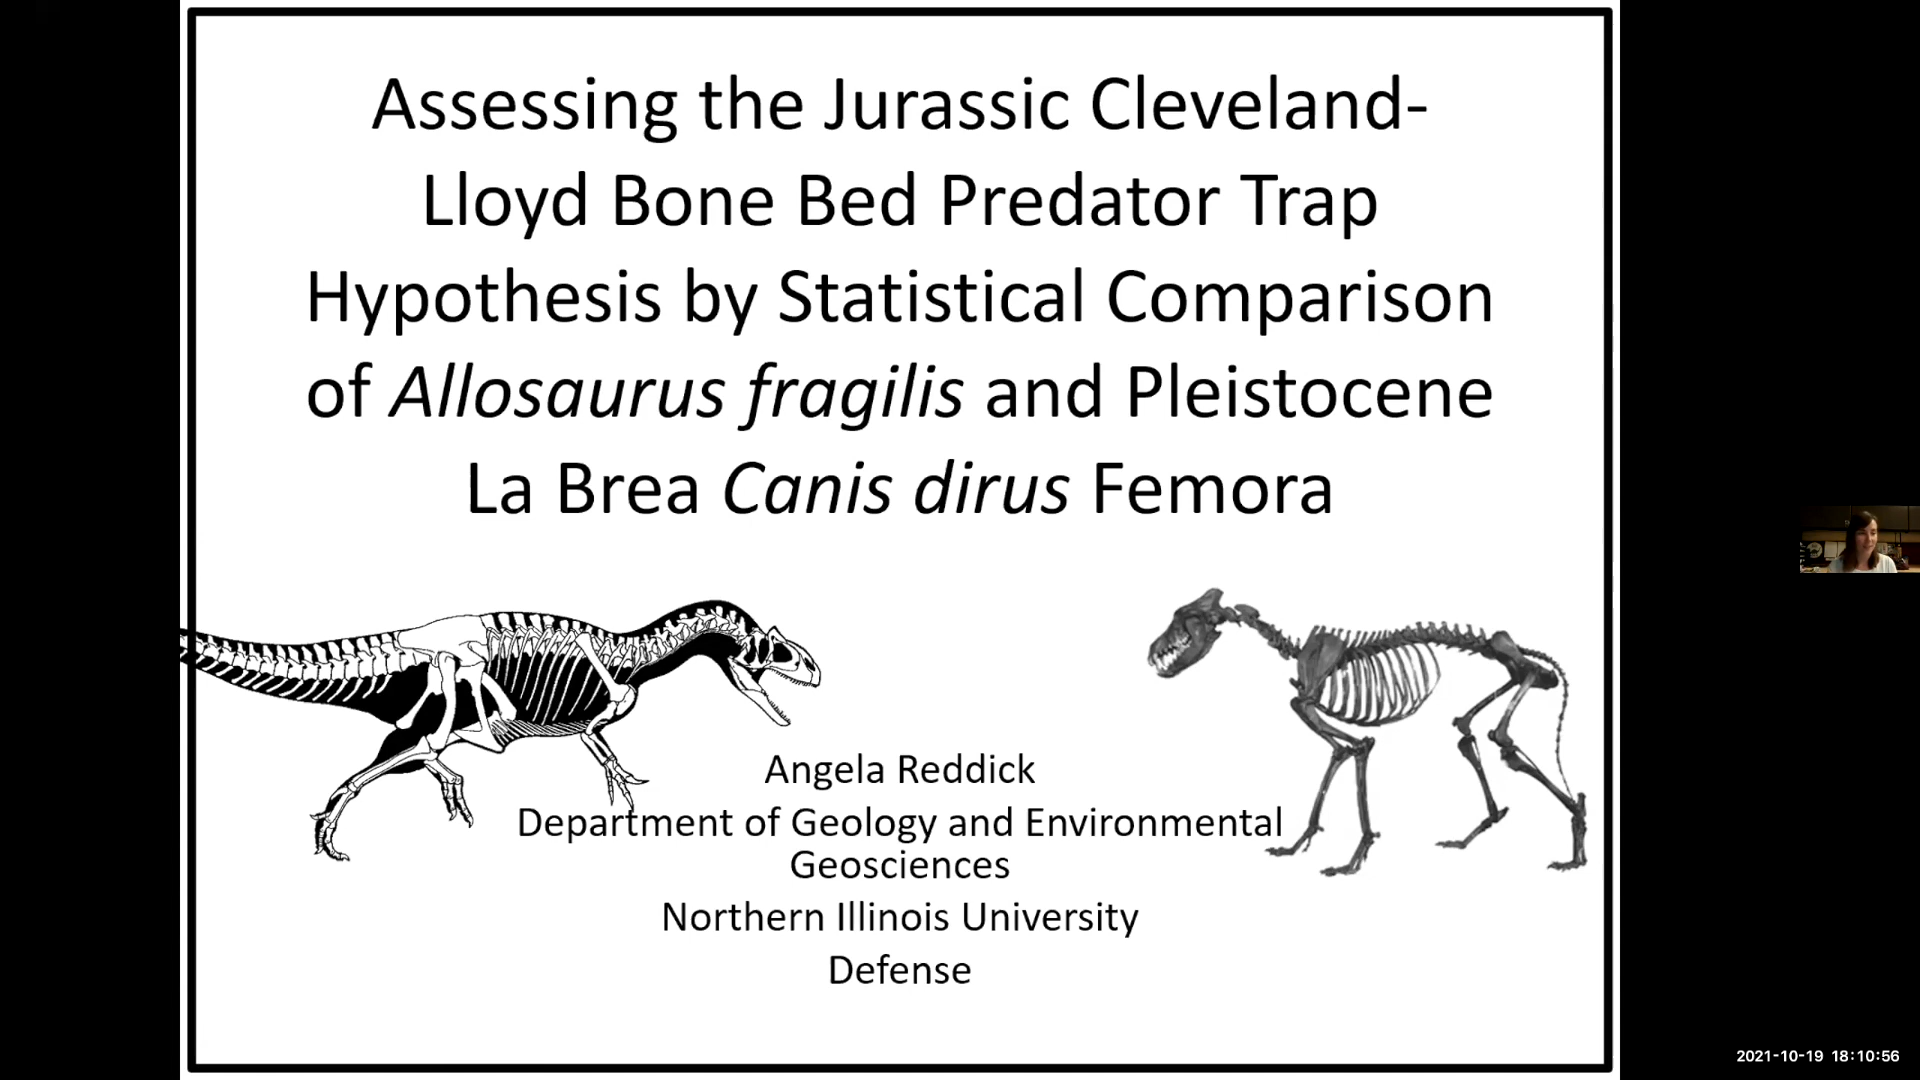 Assessing the Jurassic Cleveland-
Lloyd Bone Bed Predator Trap
Hypothesis by Statistical Comparison
of Allosaurus fragilis and Pleistocene
La Brea Canis dirus Femora
Angela Reddick
Department of Geology and Environmental
Geosciences
Northern Illinois University
Defense
2021-10-19 18:10:56